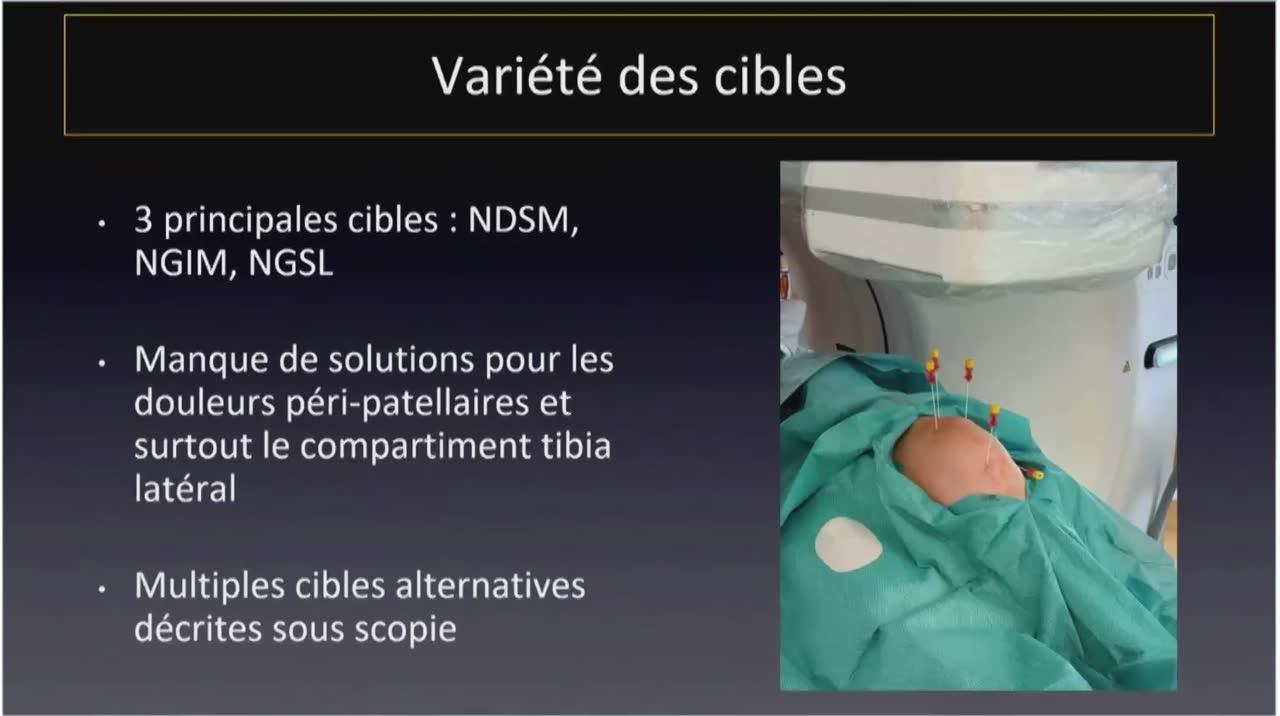 Variété des cibles
• 3 principales cibles : NDSM,
NGIM, NGSL
• Manque de solutions pour les
douleurs péri-patellaires et
surtout le compartiment tibia
latéral
• Multiples cibles alternatives
décrites sous scopie